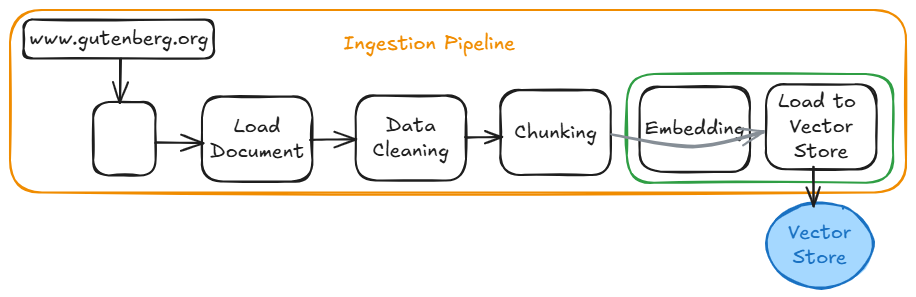 www.gutenberg.org
Ingestion Pipeline
Load
Document
Data
Cleaning
Chunking
Embedding
Load to
Vector
Store
Vector
Store